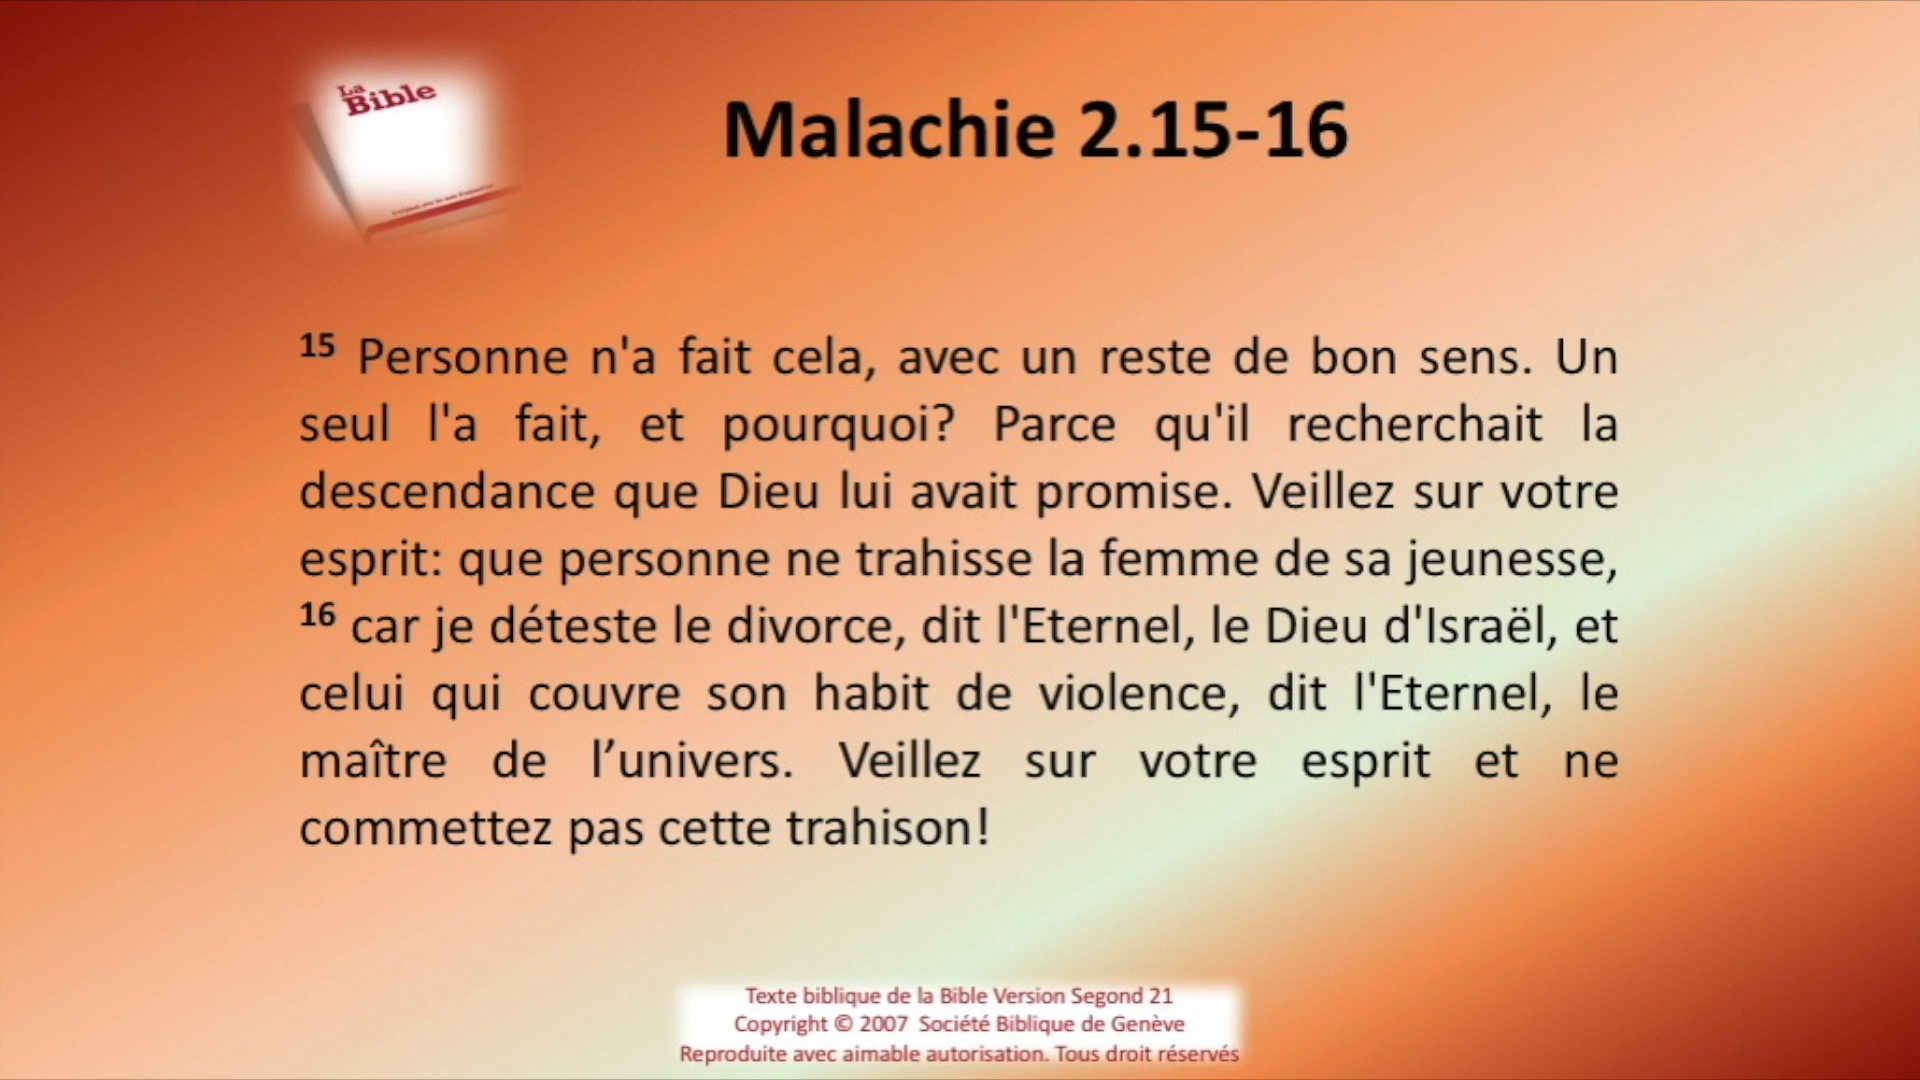 La
Bible
Malachie 2.15-16
15 Personne n'a fait cela, avec un reste de bon sens. Un
seul l'a fait, et pourquoi? Parce qu'il recherchait la
descendance que Dieu lui avait promise. Veillez sur votre
esprit: que personne ne trahisse la femme de sa jeunesse,
16 car je déteste le divorce, dit l'Eternel, le Dieu d'Israël, et
celui qui couvre son habit de violence, dit l'Eternel, le
maître de l’univers. Veillez sur votre esprit et ne
commettez pas cette trahison!
Texte biblique de la Bible Version Segond 21
Copyright © 2007 Société Biblique de Genève
Reproduite avec aimable autorisation. Tous droit réservés